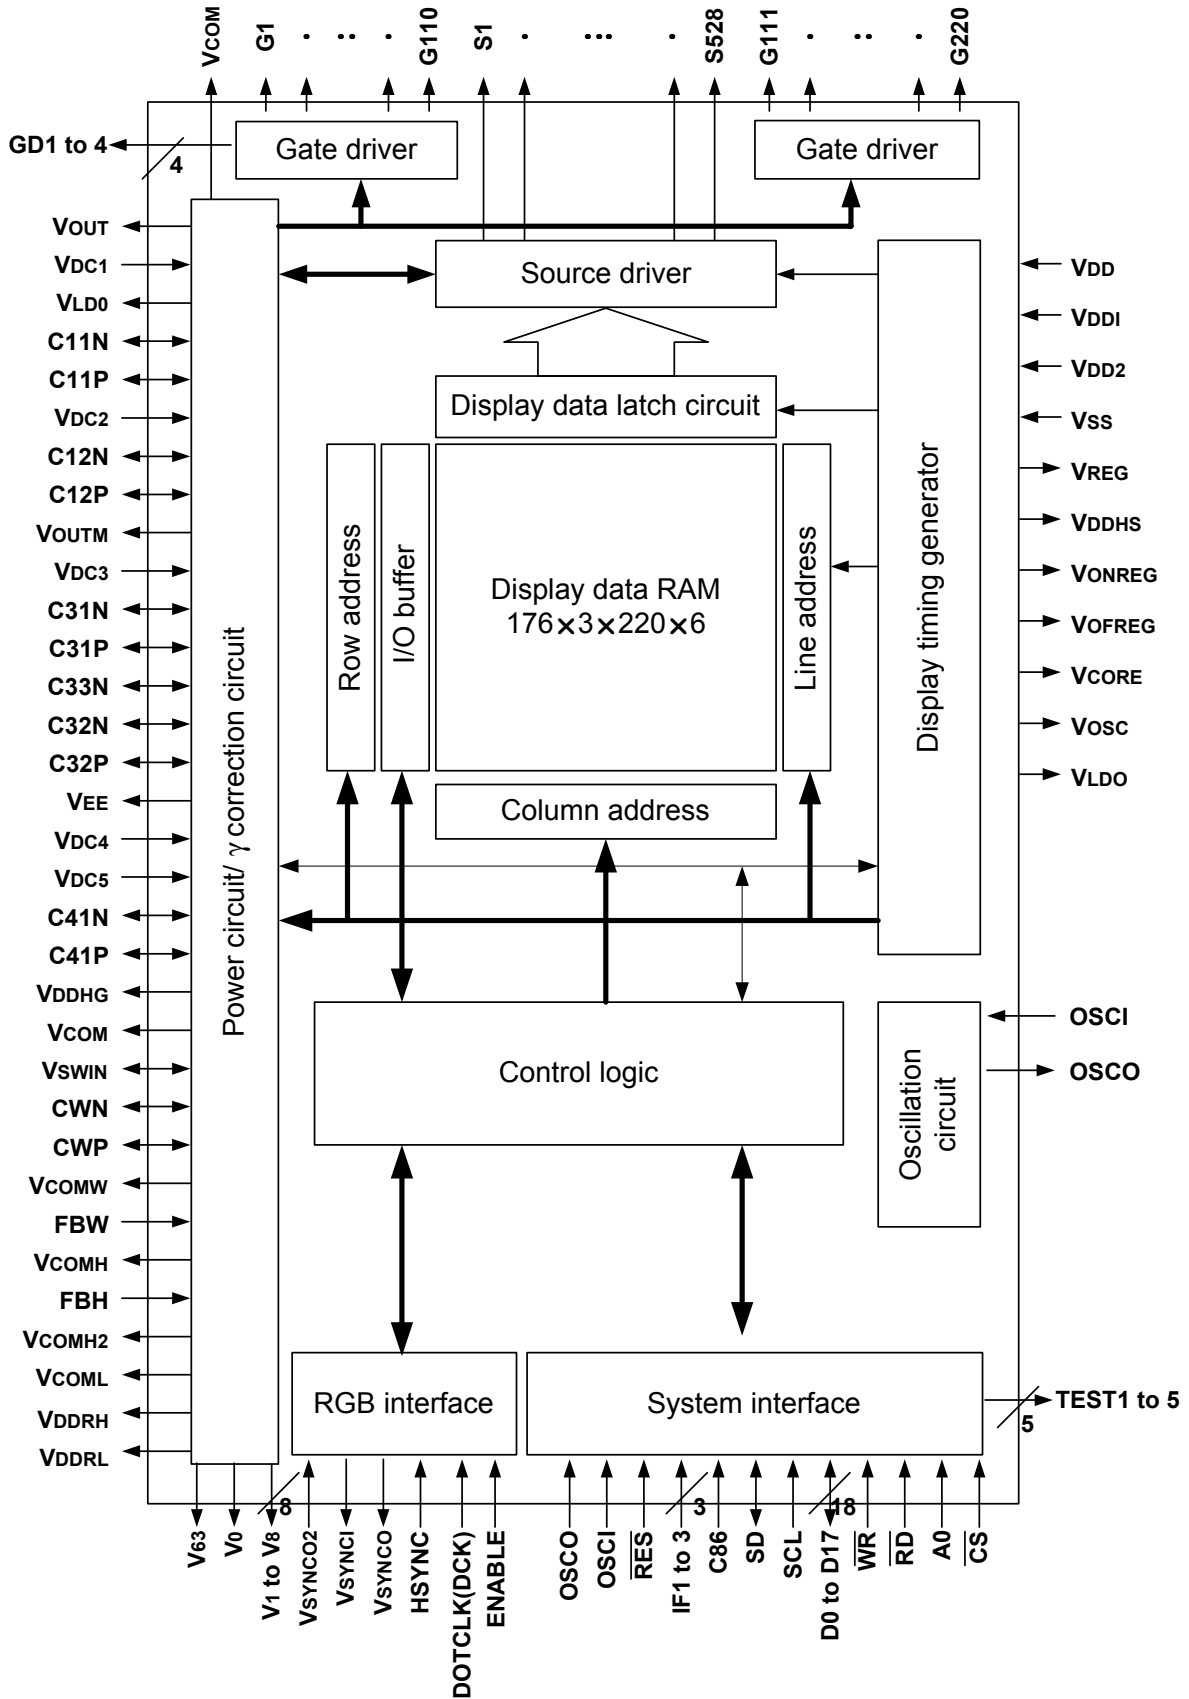 VCOM
G1
G110
S1
S528
G111
G220
GD1 to 4
4
Gate driver
Gate driver
VOUT
VDC1
VLD0
C11N
C11P
VDC2
C12N
C12P
VOUTM
VDC3
C31N
C31P
C33N
C32N
C32P
VEE
VDC4
VDC5
C41N
C41P
VDDHG
VCOM
VSWIN
CWN
CWP
VCOMW
FBW
VCOMH
FBH
VCOMH2
VCOML
VDDRH
VDDRL
Power circuit/ γ correction circuit
Source driver
Display data latch circuit
Row address
I/O buffer
Display data RAM
176×3×220×6
Line address
Display timing generator
Column address
Control logic
Oscillation
circuit
RGB interface
System interface
VDD
VDDI
VDD2
VSS
VREG
VDDHS
VONREG
VOFREG
VCORE
VOSC
VLDO
OSCI
OSCO
TEST1 to 5
5
8
3
18
V63
V0
V1 to V8
VSYNCO2
VSYNCI
VSYNCO
HSYNC
DOTCLK(DCK)
ENABLE
OSCO
OSCI
RES
IF1 to 3
C86
SD
SCL
D0 to D17
WR
RD
A0
CS